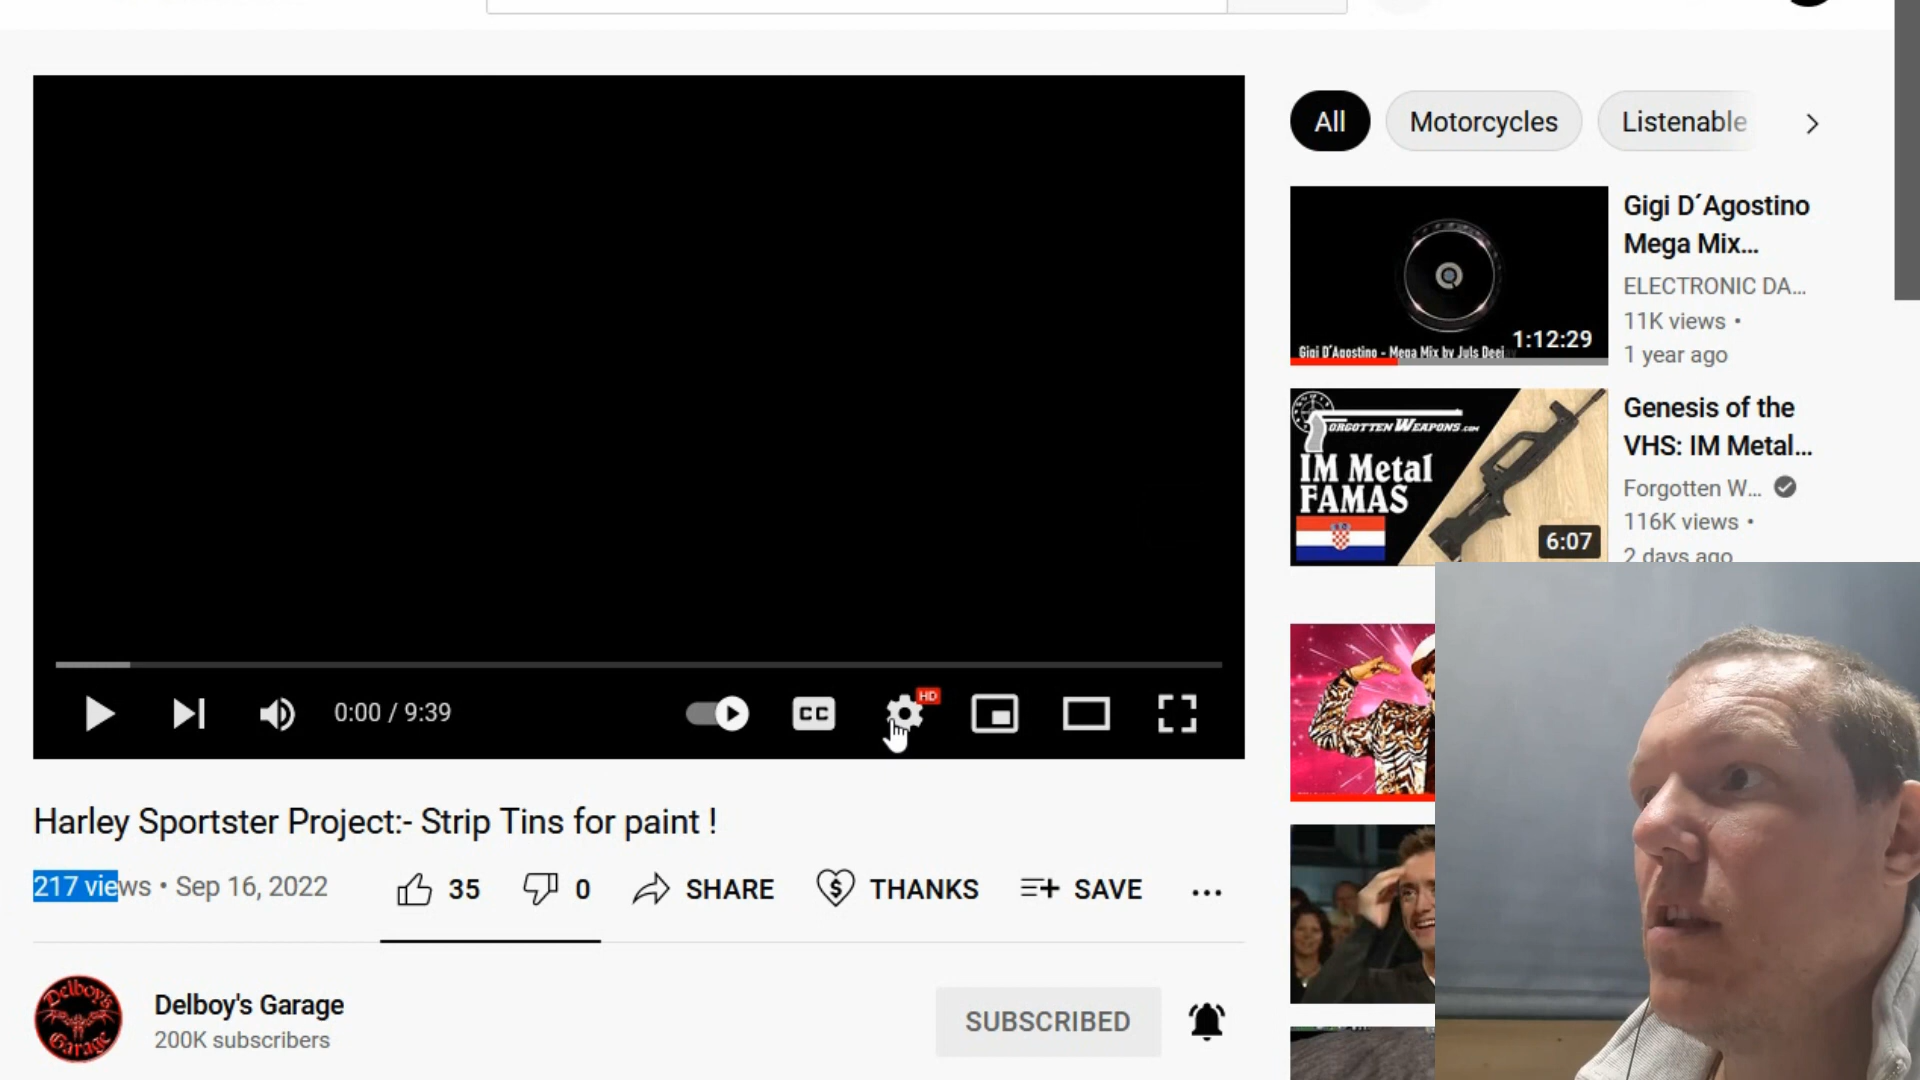 All
Motorcycles
Listenable
Gigi D´Agostino
Mega Mix...
ELECTRONIC DA...
11K views •
1 year ago
1:12:29
Gigi D'Agostino - Mega Mix by Juls Deejay
FORGOTTEN WEAPONS.COM
IM Metal
FAMAS
6:07
Genesis of the
VHS: IM Metal...
Forgotten W...
116K views •
2 days ago
0:00 / 9:39
CC
HD
Harley Sportster Project:- Strip Tins for paint !
217 views • Sep 16, 2022
35
0
SHARE
THANKS
SAVE
Delboy's
Garage
Delboy's Garage
200K subscribers
SUBSCRIBED